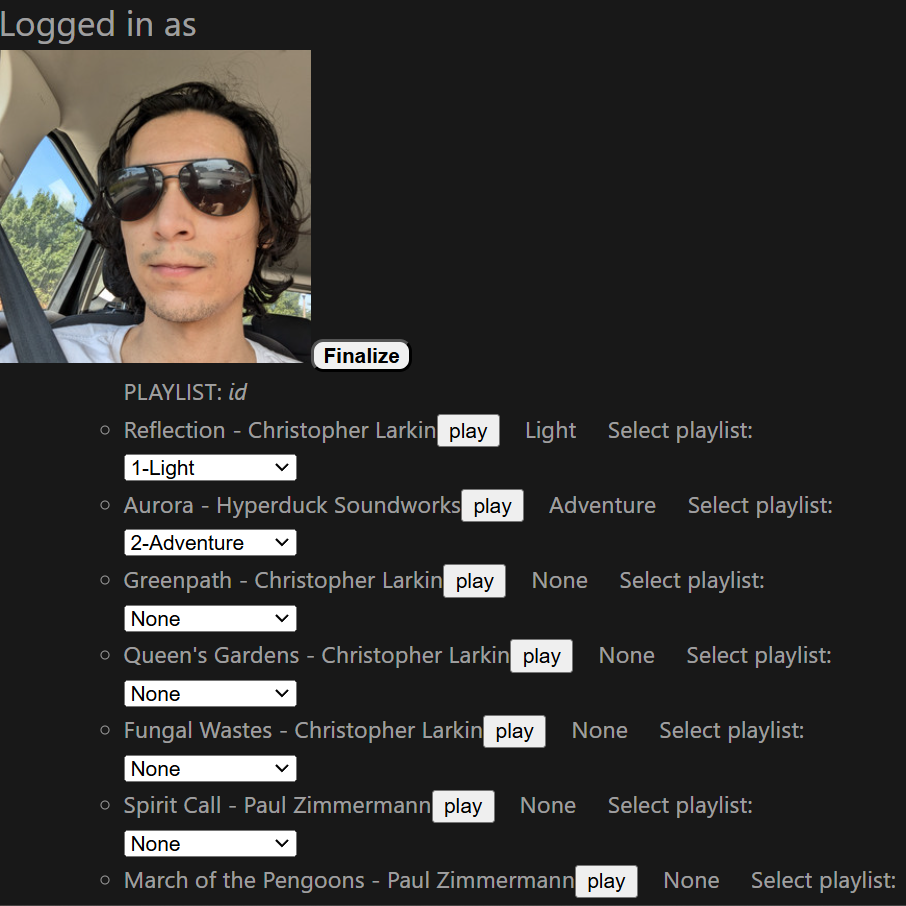 Logged in as
Finalize
PLAYLIST: id
Reflection - Christopher Larkin play Light Select playlist:
1-Light
Aurora - Hyperduck Soundworks play Adventure Select playlist:
2-Adventure
Greenpath - Christopher Larkin play None Select playlist:
None
Queen's Gardens - Christopher Larkin play None Select playlist:
None
Fungal Wastes - Christopher Larkin play None Select playlist:
None
Spirit Call - Paul Zimmermann play None Select playlist:
None
March of the Pengoons - Paul Zimmermann play None Select playlist: